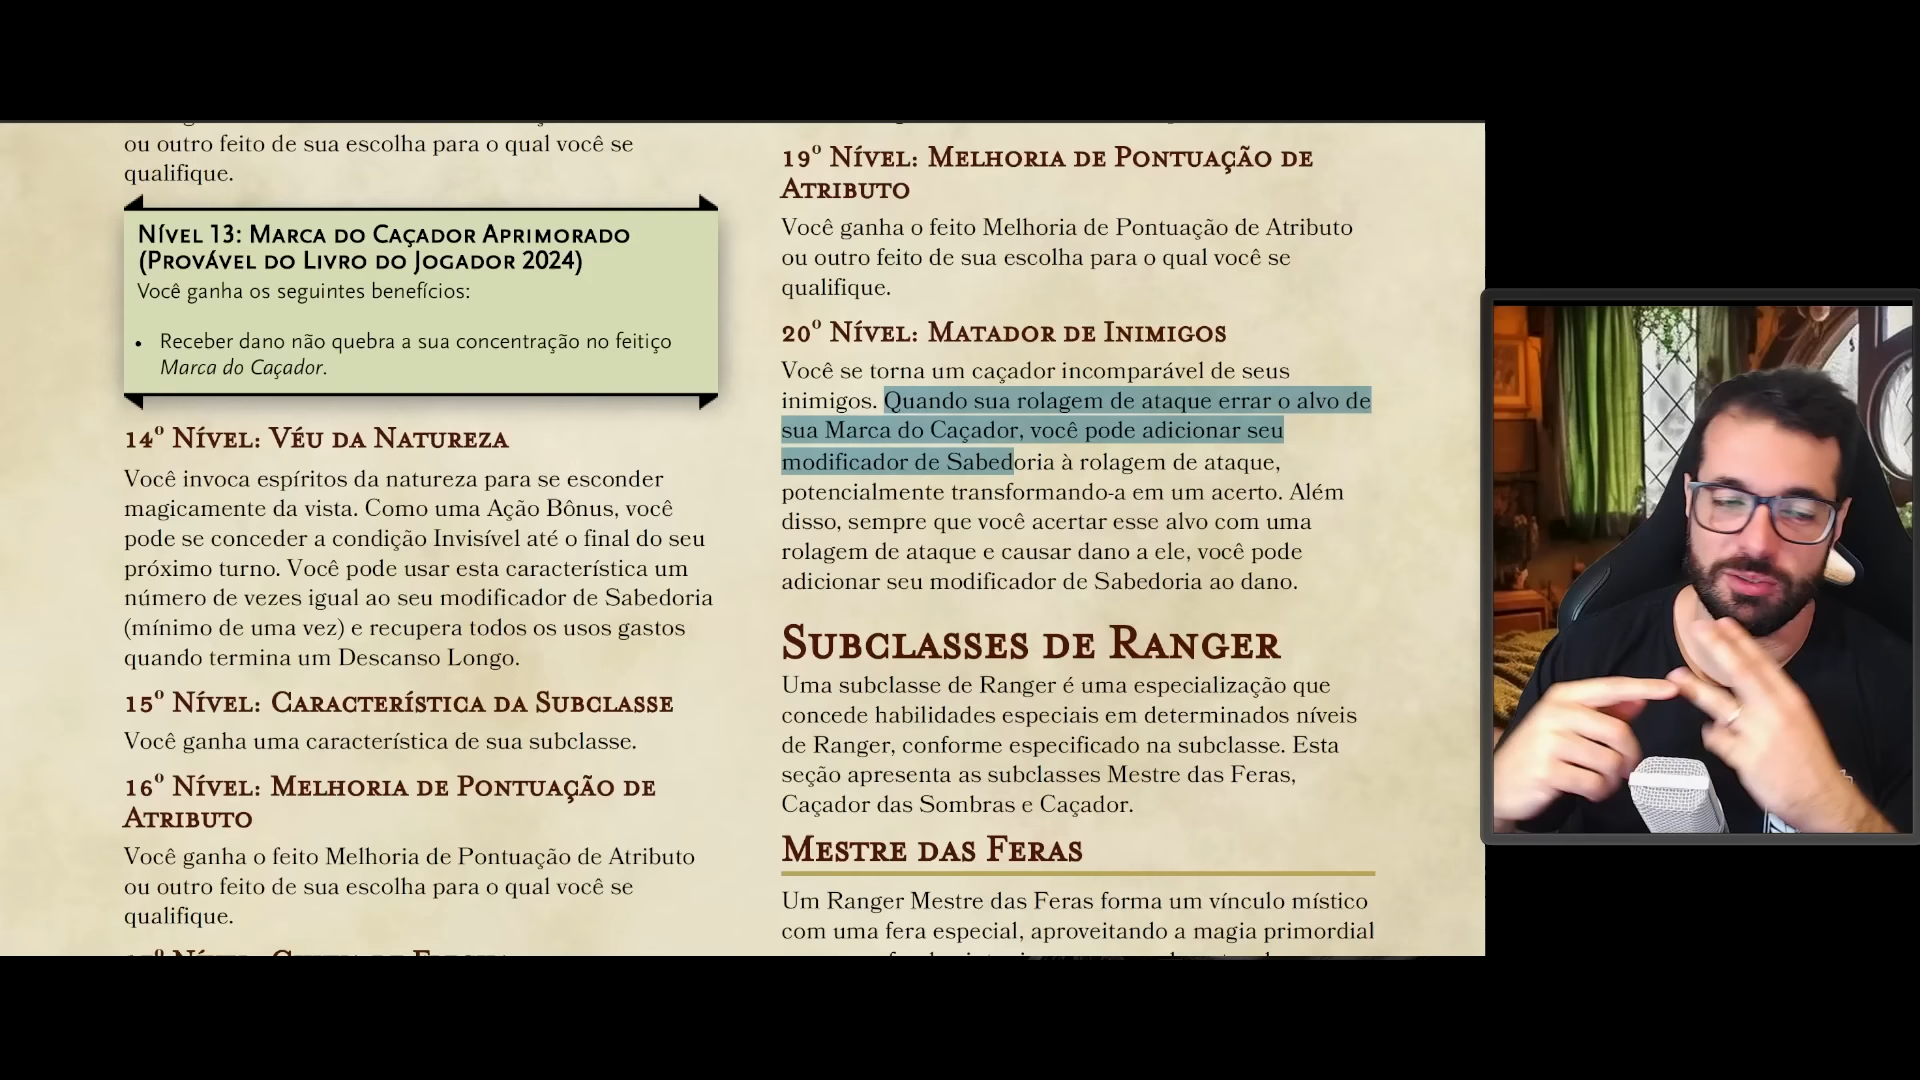 ou outro feito de sua escolha para o qual você se
qualifique.
Nível 13: Marca do Caçador Aprimorado
(Provável do Livro do Jogador 2024)
Você ganha os seguintes benefícios:
• Receber dano não quebra a sua concentração no feitiço
Marca do Caçador.
14º Nível: Véu da Natureza
Você invoca espíritos da natureza para se esconder
magicamente da vista. Como uma Ação Bônus, você
pode se conceder a condição Invisível até o final do seu
próximo turno. Você pode usar esta característica um
número de vezes igual ao seu modificador de Sabedoria
(mínimo de uma vez) e recupera todos os usos gastos
quando termina um Descanso Longo.
15º Nível: Característica da Subclasse
Você ganha uma característica de sua subclasse.
16º Nível: Melhoria de Pontuação de
Atributo
Você ganha o feito Melhoria de Pontuação de Atributo
ou outro feito de sua escolha para o qual você se
qualifique.
19º Nível: Melhoria de Pontuação de
Atributo
Você ganha o feito Melhoria de Pontuação de Atributo
ou outro feito de sua escolha para o qual você se
qualifique.
20º Nível: Matador de Inimigos
Você se torna um caçador incomparável de seus
inimigos. Quando sua rolagem de ataque errar o alvo de
sua Marca do Caçador, você pode adicionar seu
modificador de Sabedoria à rolagem de ataque,
potencialmente transformando-a em um acerto. Além
disso, sempre que você acertar esse alvo com uma
rolagem de ataque e causar dano a ele, você pode
adicionar seu modificador de Sabedoria ao dano.
Subclasses de Ranger
Uma subclasse de Ranger é uma especialização que
concede habilidades especiais em determinados níveis
de Ranger, conforme especificado na subclasse. Esta
seção apresenta as subclasses Mestre das Feras,
Caçador das Sombras e Caçador.
Mestre das Feras
Um Ranger Mestre das Feras forma um vínculo místico
com uma fera especial, aproveitando a magia primordial